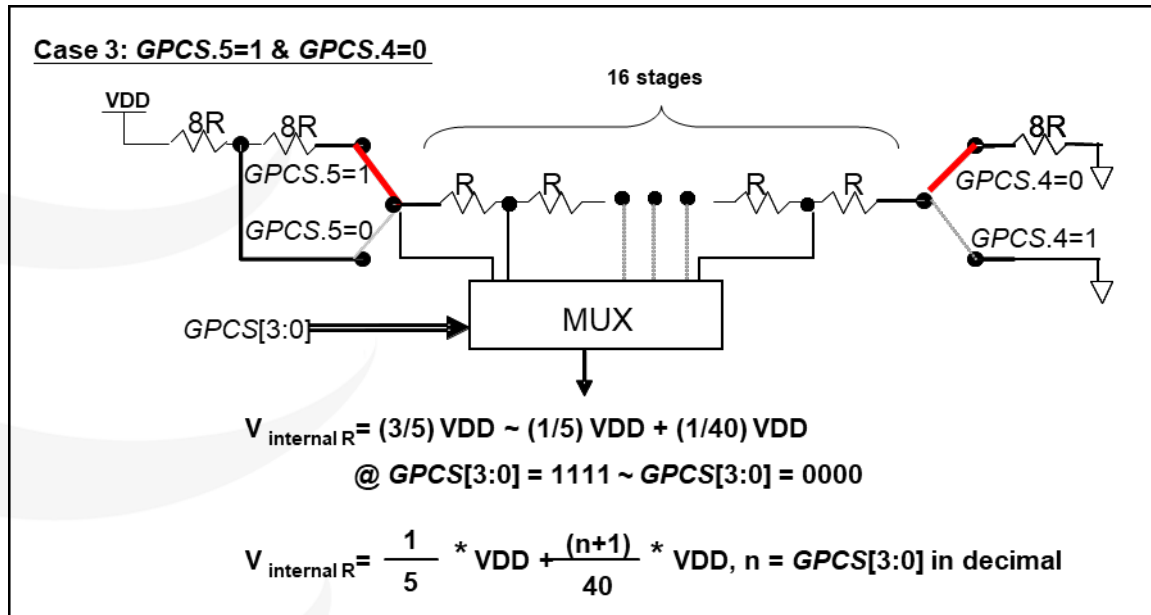 Case 3: GPCS.5=1 & GPCS.4=0
16 stages
VDD
8R
8R
8R
GPCS.5=1
R
R
R
R
GPCS.4=0
GPCS.5=0
GPCS.4=1
GPCS[3:0]
MUX
V internal R = (3/5) VDD ~ (1/5) VDD + (1/40) VDD
@ GPCS[3:0] = 1111 ~ GPCS[3:0] = 0000
V internal R = 1/5 * VDD + (n+1)/40 * VDD, n = GPCS[3:0] in decimal